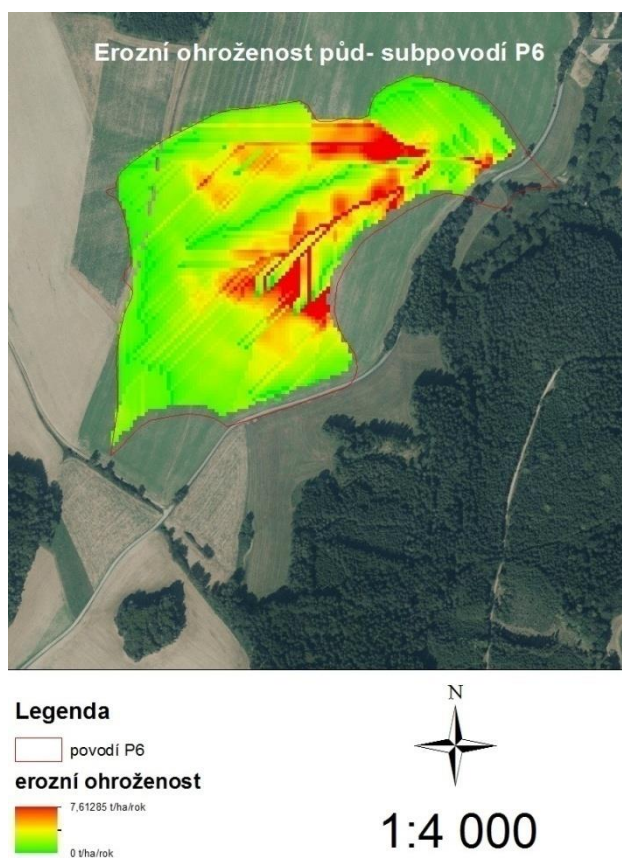 Erozní ohroženost půd- subpovodí P6
Legenda
povodí P6
erozní ohroženost
7,61285 t/ha/rok
0 t/ha/rok
N
1:4 000